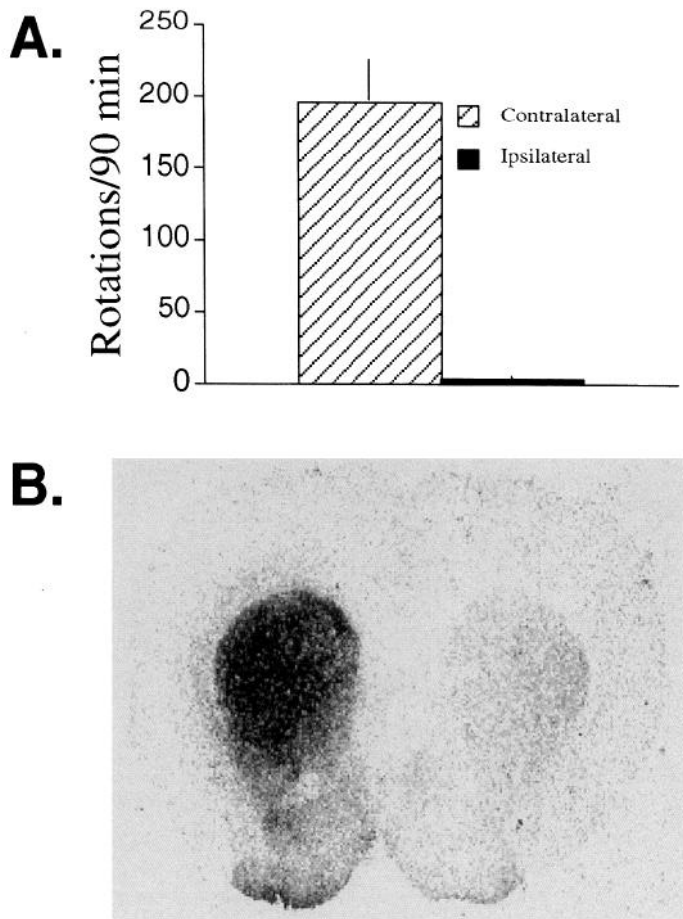 A.
Rotations/90 min
250
200
150
100
50
0
Contralateral
Ipsilateral
B.